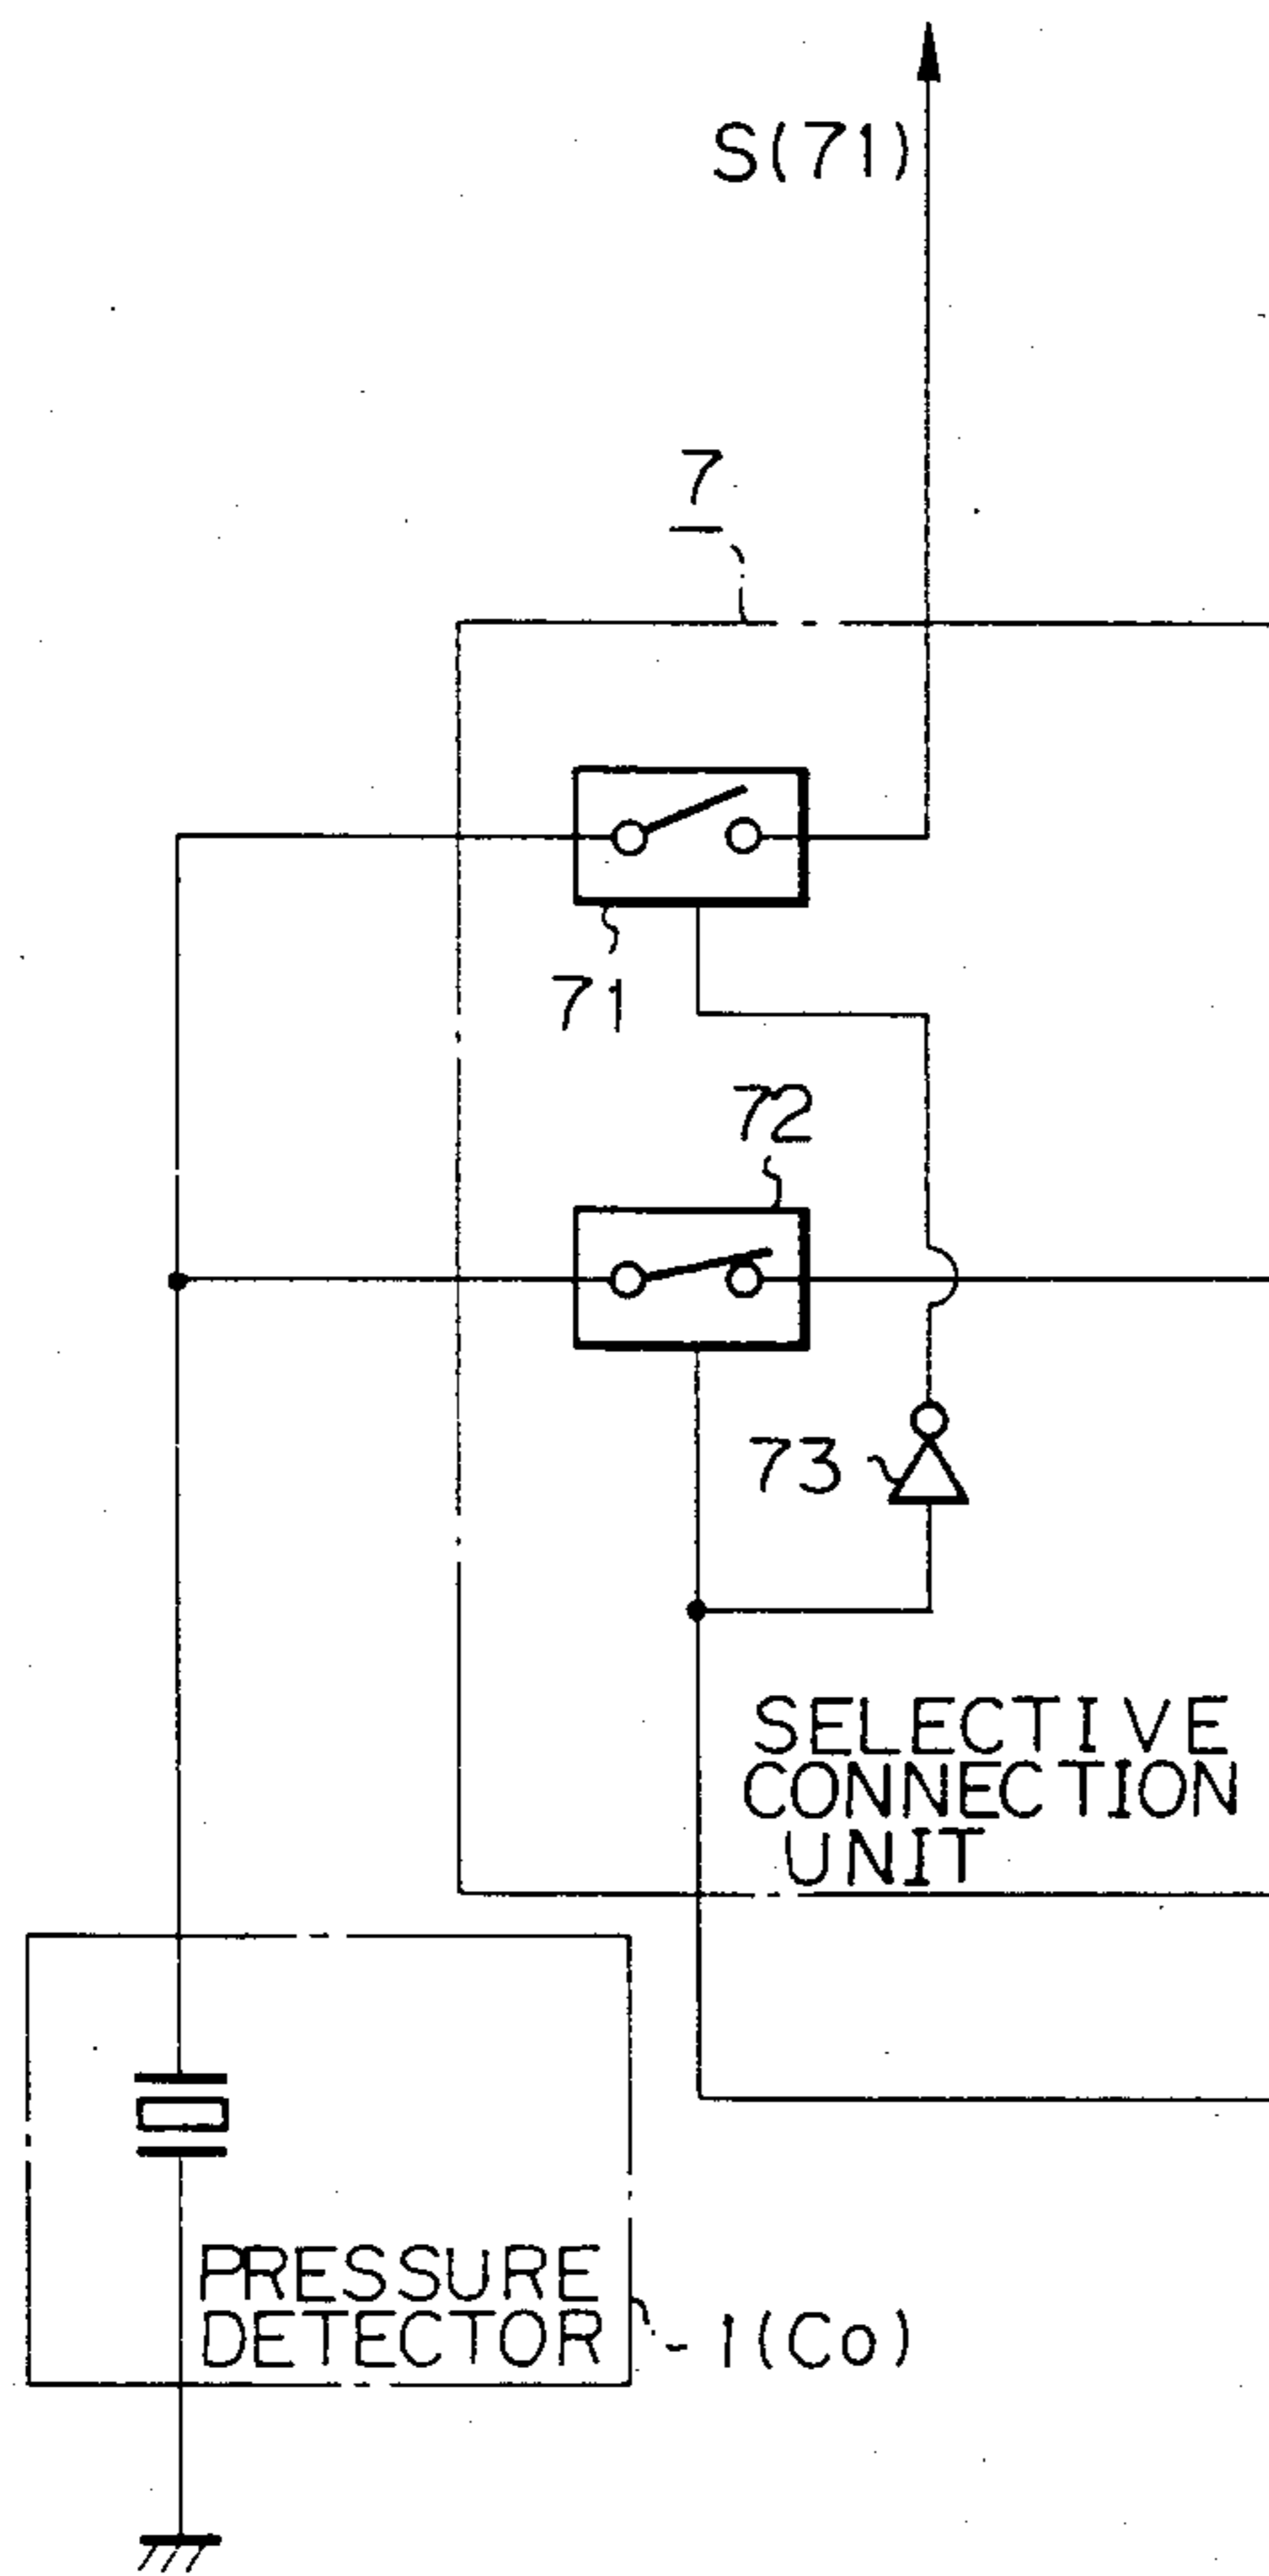 S(71)
7
71
72
73
SELECTIVE
CONNECTION
UNIT
PRESSURE
DETECTOR
1(Co)